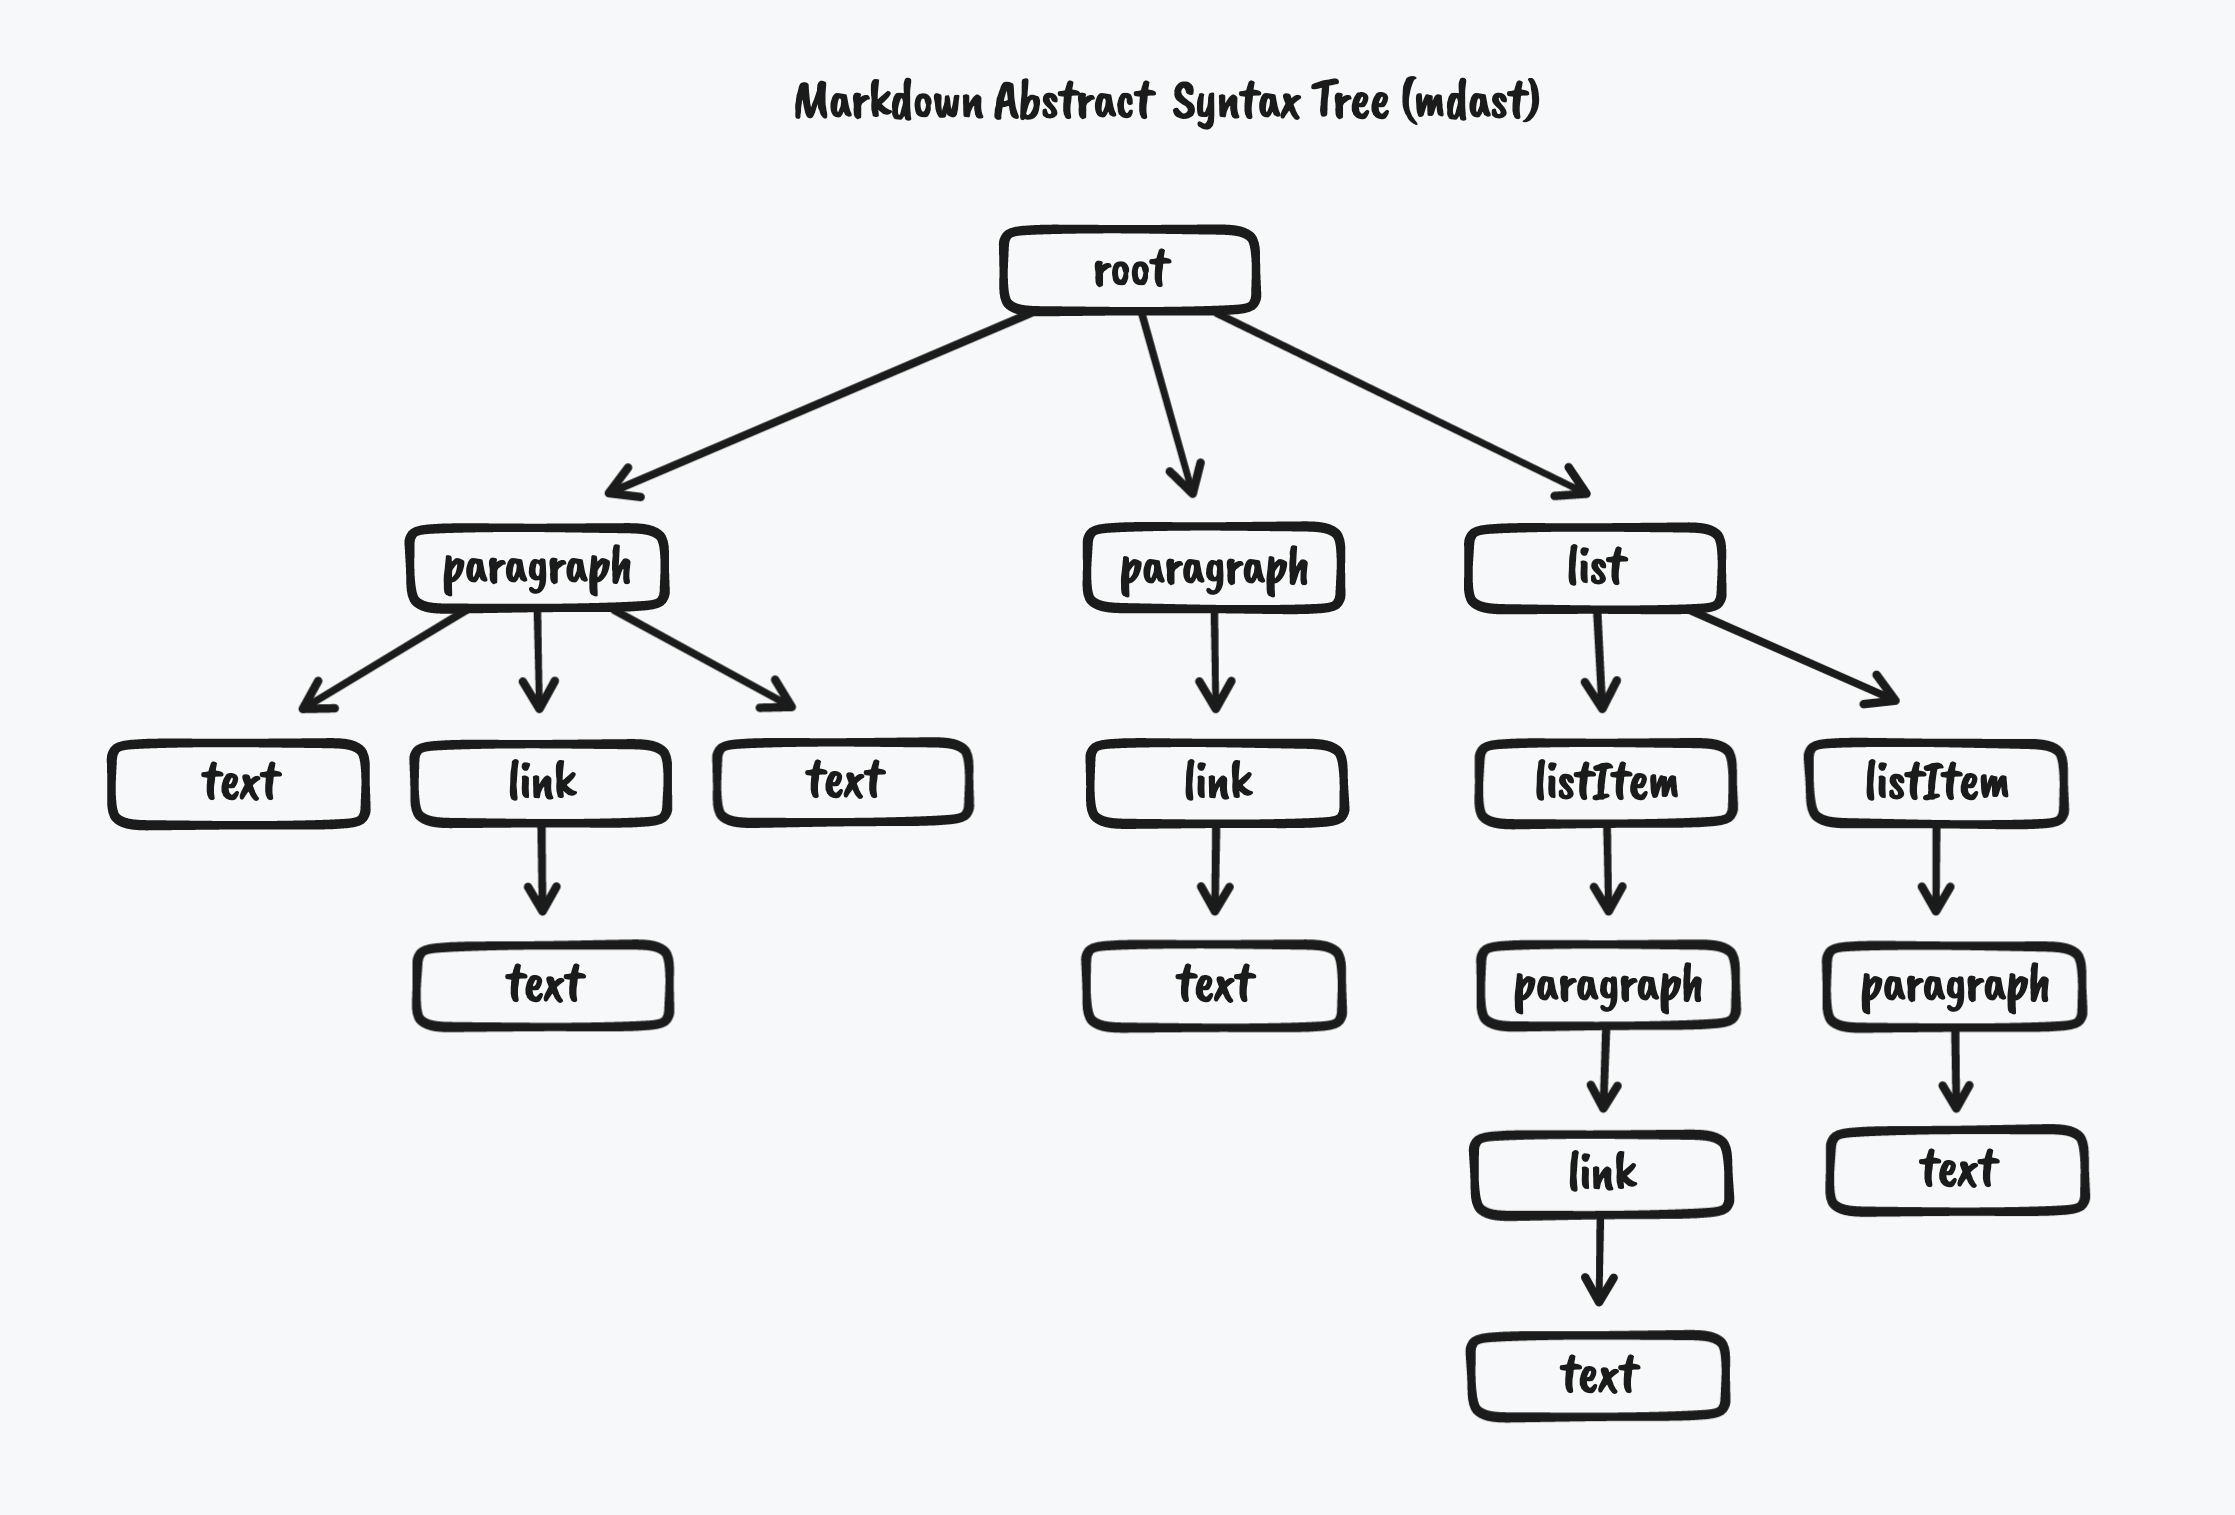 Markdown Abstract Syntax Tree (mdast)
root
paragraph
paragraph
list
text
link
text
link
listItem
listItem
text
text
paragraph
paragraph
link
text
text